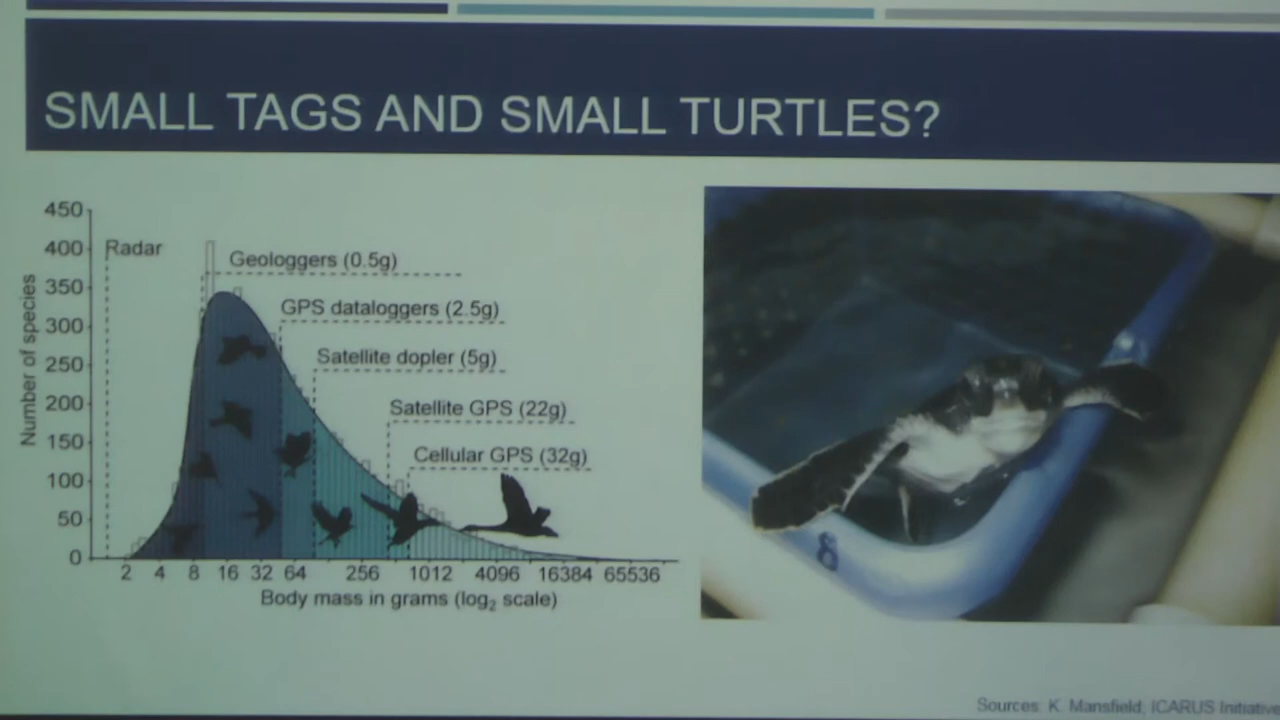 SMALL TAGS AND SMALL TURTLES?
450
400
350
300
250
200
150
100
50
0
Number of species
Radar
Geologgers (0.5g)
GPS dataloggers (2.5g)
Satellite dopler (5g)
Satellite GPS (22g)
Cellular GPS (32g)
2 4 8 16 32 64 256 1012 4096 16384 65536
Body mass in grams (log2 scale)
8
Sources: K. Mansfield; ICARUS Initiative